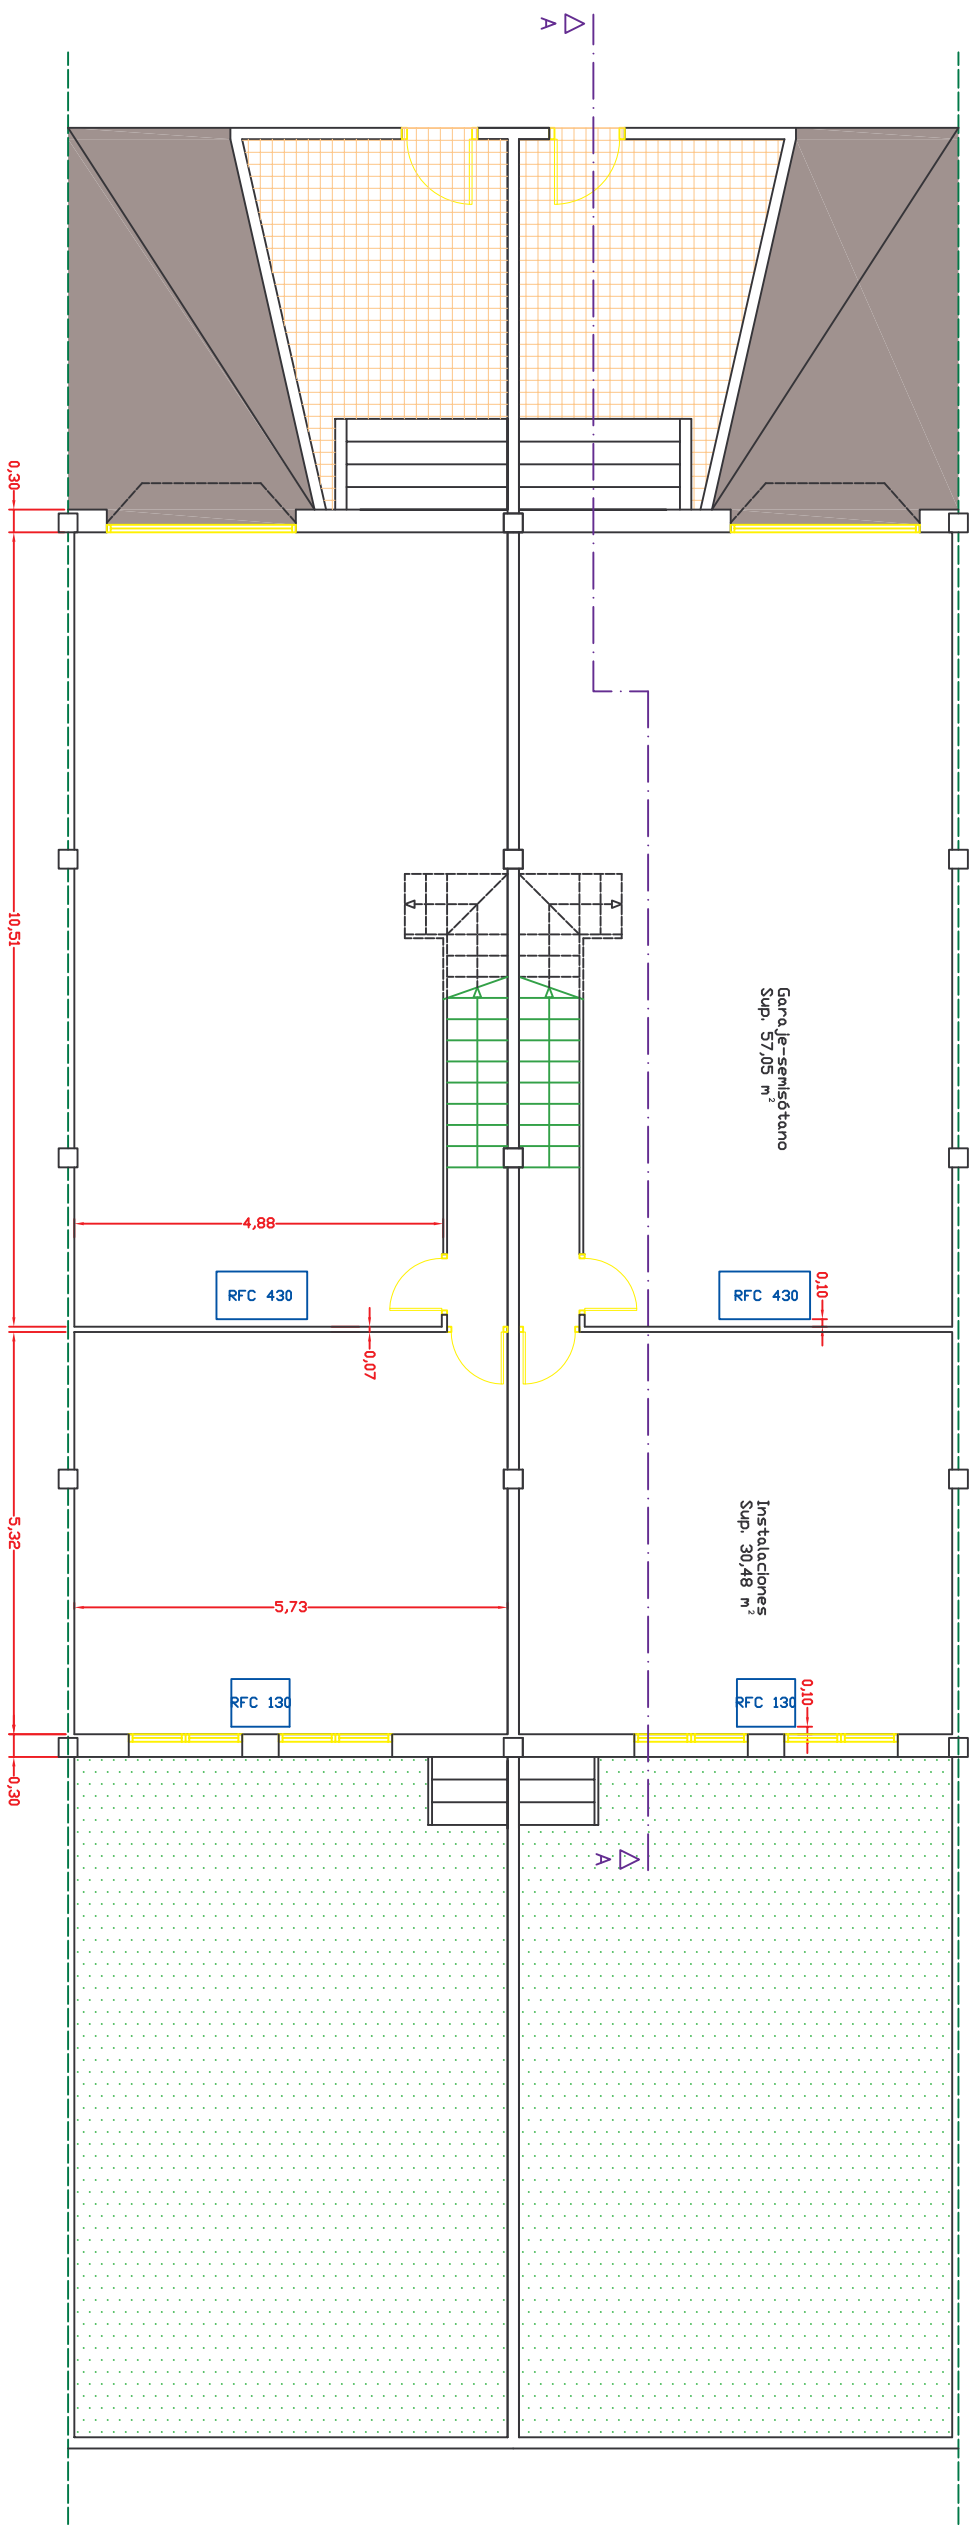 A
0,30
10,51
Garaje-semisótano
Sup. 57,05 m²
4,88
RFC 430
RFC 430
0,10
0,07
Instalaciones
Sup. 30,48 m²
5,32
5,73
RFC 130
RFC 130
0,10
0,30
A